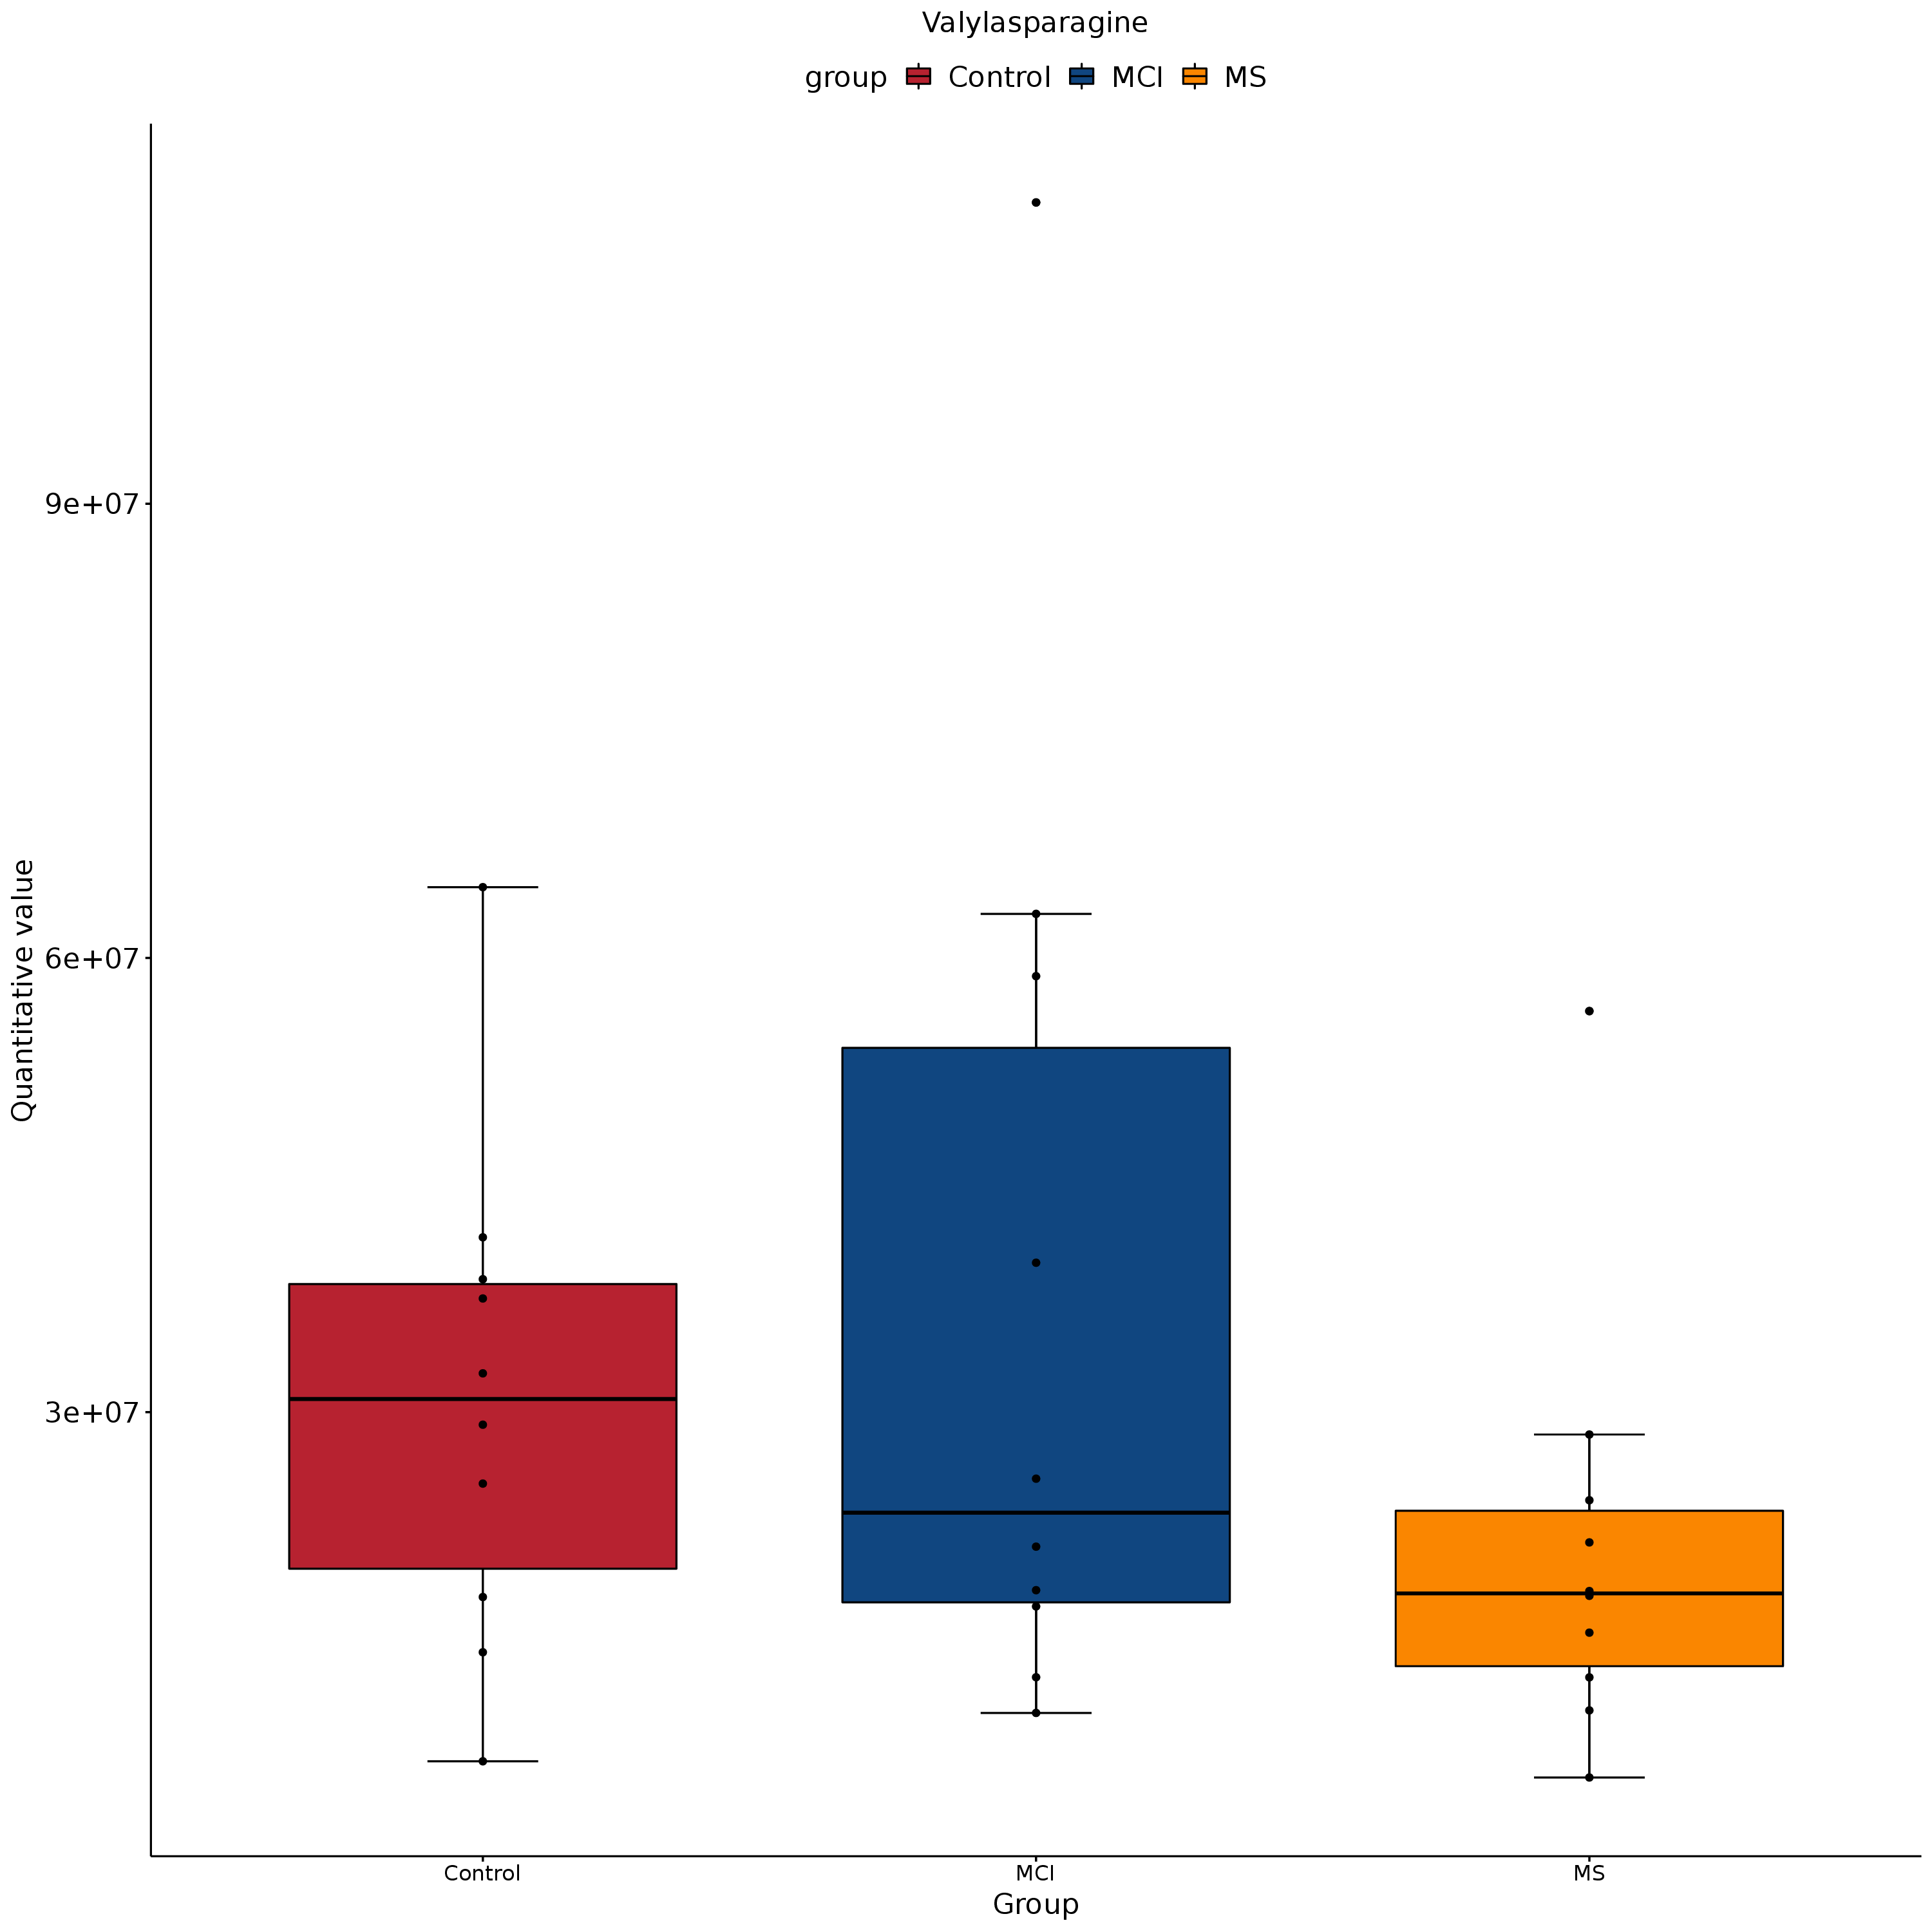 Valylasparagine
group Control MCI MS
9e+07
6e+07
3e+07
Quantitative value
Control MCI MS
Group